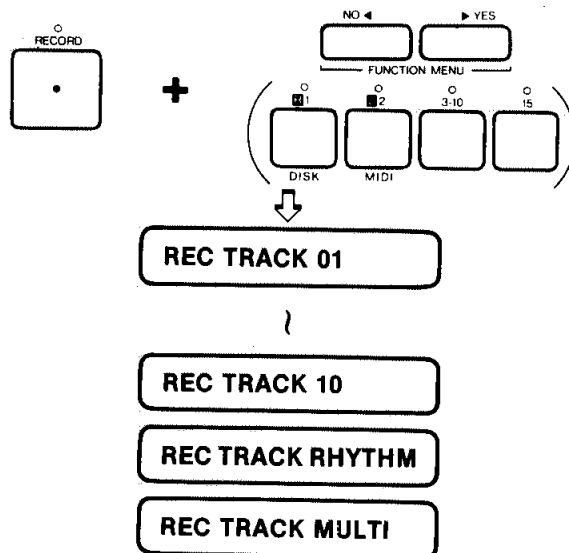 NO ◀ ▶ YES
RECORD
FUNCTION MENU
1 2 3-10 15
DISK MIDI
REC TRACK 01
REC TRACK 10
REC TRACK RHYTHM
REC TRACK MULTI